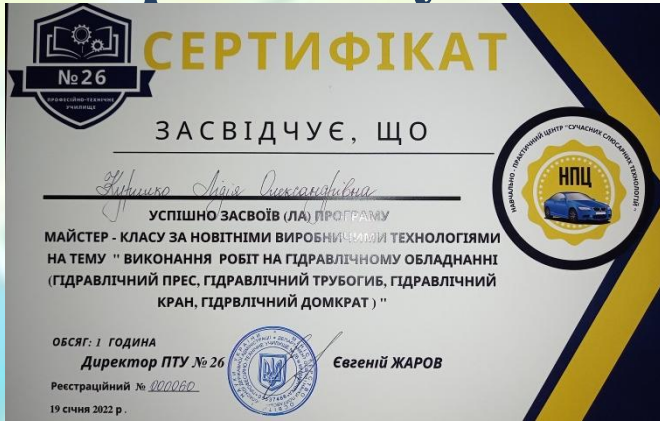 СЕРТИФІКАТ
№26
ПРОФЕСІЙНО-ТЕХНІЧНЕ
УЧИЛИЩЕ
ЗАСВІДЧУЄ, ЩО
Лідія Олександрівна
НАВЧАЛЬНО - ПРАКТИЧНИЙ ЦЕНТР "СУЧАСНИХ СЛЮСАРНИХ ТЕХНОЛОГІЙ"
НПЦ
УСПІШНО ЗАСВОЇВ (ЛА) ПРОГРАМУ
МАЙСТЕР - КЛАСУ ЗА НОВІТНІМИ ВИРОБНИЧИМИ ТЕХНОЛОГІЯМИ
НА ТЕМУ " ВИКОНАННЯ РОБІТ НА ГІДРАВЛІЧНОМУ ОБЛАДНАННІ
(ГІДРАВЛІЧНИЙ ПРЕС, ГІДРАВЛІЧНИЙ ТРУБОГИБ, ГІДРАВЛІЧНИЙ
КРАН, ГІДРВЛІЧНИЙ ДОМКРАТ ) "
ОБСЯГ: 1 ГОДИНА
Директор ПТУ № 26 Євгеній ЖАРОВ
Реєстраційний № 000060
19 січня 2022 р .